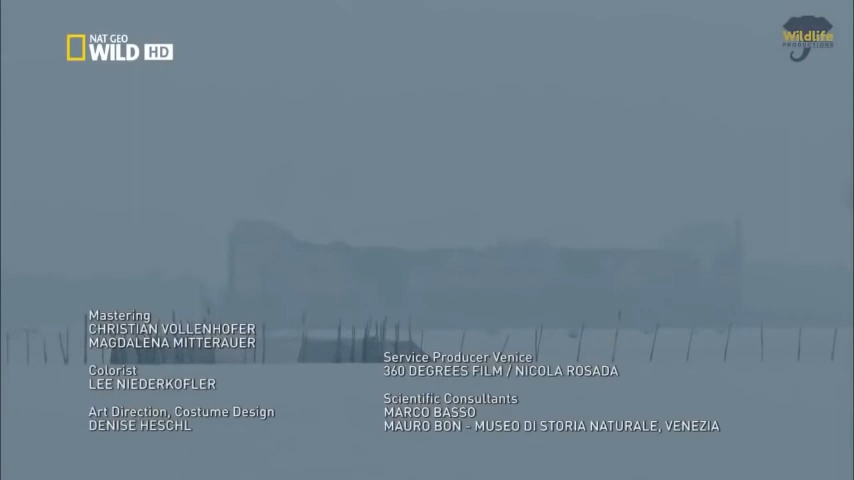 NAT GEO
WILD HD
Wildlife
PRODUCTIONS
Mastering
CHRISTIAN VOLLENHOFER
MAGDALENA MITTERAUER
Colorist
LEE NIEDERKOFLER
Art Direction, Costume Design
DENISE HESCHL
Service Producer Venice
360 DEGREES FILM / NICOLA ROSADA
Scientific Consultants
MARCO BASSO
MAURO BON - MUSEO DI STORIA NATURALE, VENEZIA